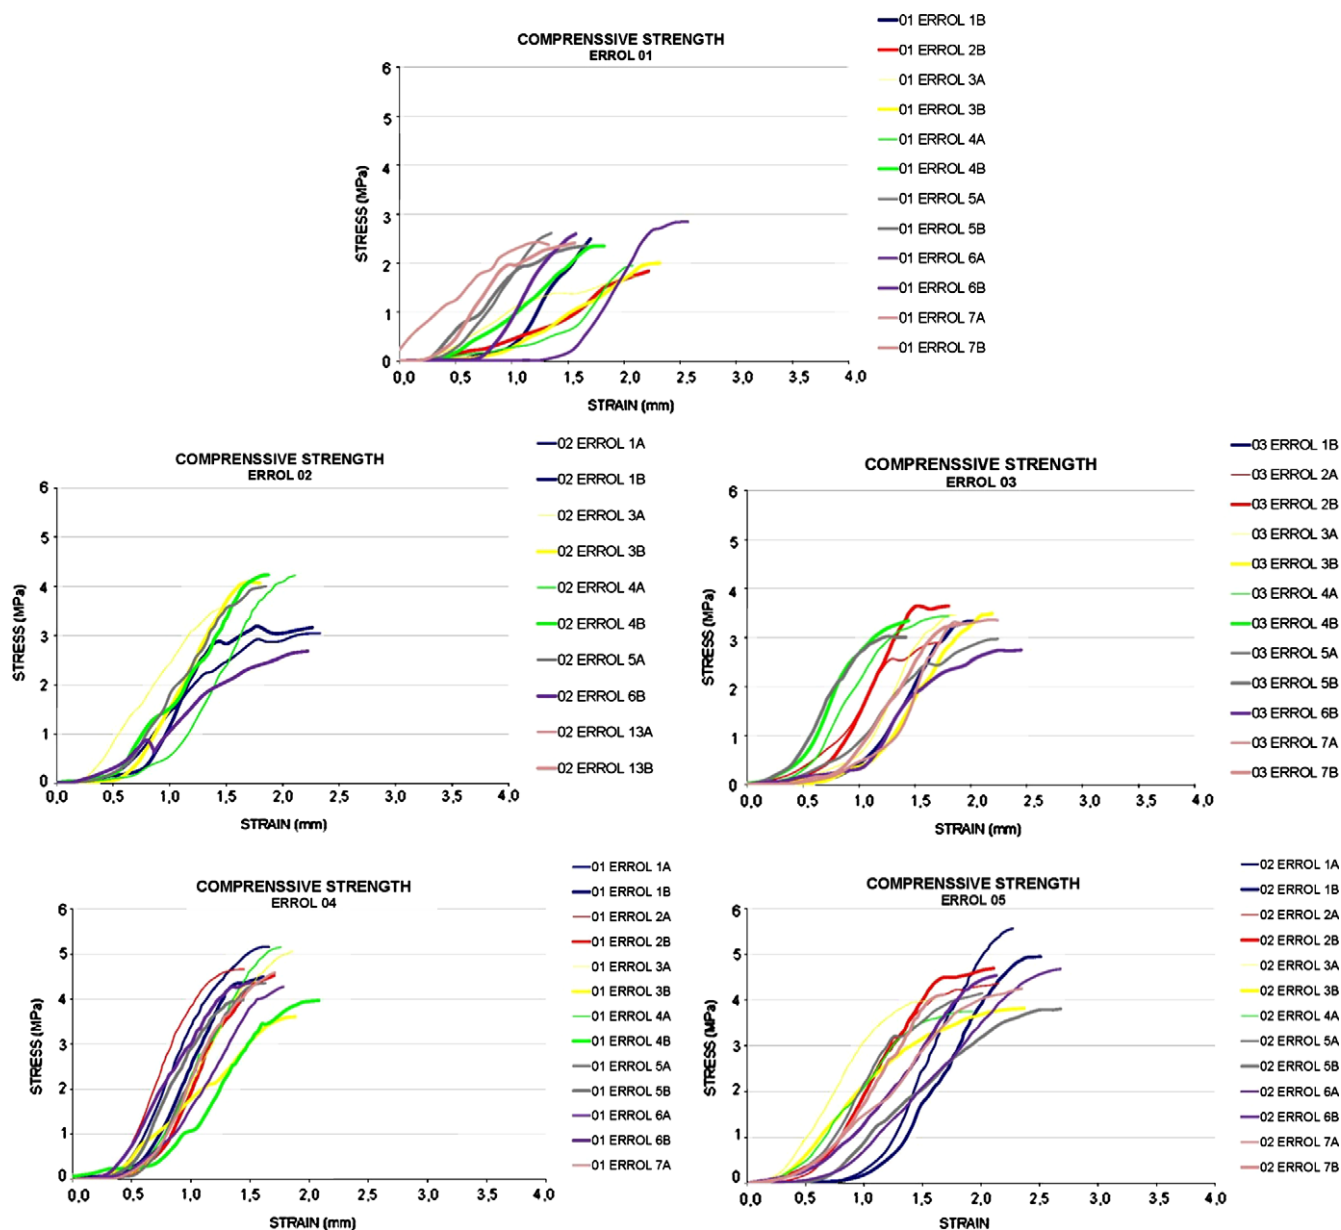 COMPRENSSIVE STRENGTH
ERROL 01
6
5
4
3
2
1
0
STRESS (MPa)
0,0 0,5 1,0 1,5 2,0 2,5 3,0 3,5 4,0
STRAIN (mm)
01 ERROL 1B
01 ERROL 2B
01 ERROL 3A
01 ERROL 3B
01 ERROL 4A
01 ERROL 4B
01 ERROL 5A
01 ERROL 5B
01 ERROL 6A
01 ERROL 6B
01 ERROL 7A
01 ERROL 7B
COMPRENSSIVE STRENGTH
ERROL 02
6
5
4
3
2
1
0
STRESS (MPa)
0,0 0,5 1,0 1,5 2,0 2,5 3,0 3,5 4,0
STRAIN (mm)
02 ERROL 1A
02 ERROL 1B
02 ERROL 3A
02 ERROL 3B
02 ERROL 4A
02 ERROL 4B
02 ERROL 5A
02 ERROL 6B
02 ERROL 13A
02 ERROL 13B
COMPRENSSIVE STRENGTH
ERROL 03
6
5
4
3
2
1
0
STRESS (MPa)
0,0 0,5 1,0 1,5 2,0 2,5 3,0 3,5 4,0
STRAIN (mm)
03 ERROL 1B
03 ERROL 2A
03 ERROL 2B
03 ERROL 3A
03 ERROL 3B
03 ERROL 4A
03 ERROL 4B
03 ERROL 5A
03 ERROL 5B
03 ERROL 6B
03 ERROL 7A
03 ERROL 7B
COMPRENSSIVE STRENGTH
ERROL 04
6
5
4
3
2
1
0
STRESS (MPa)
0,0 0,5 1,0 1,5 2,0 2,5 3,0 3,5 4,0
STRAIN (mm)
01 ERROL 1A
01 ERROL 1B
01 ERROL 2A
01 ERROL 2B
01 ERROL 3A
01 ERROL 3B
01 ERROL 4A
01 ERROL 4B
01 ERROL 5A
01 ERROL 5B
01 ERROL 6A
01 ERROL 6B
01 ERROL 7A
COMPRENSSIVE STRENGTH
ERROL 05
6
5
4
3
2
1
0
STRESS (MPa)
0,0 0,5 1,0 1,5 2,0 2,5 3,0 3,5 4,0
STRAIN
02 ERROL 1A
02 ERROL 1B
02 ERROL 2A
02 ERROL 2B
02 ERROL 3A
02 ERROL 3B
02 ERROL 4A
02 ERROL 5A
02 ERROL 5B
02 ERROL 6A
02 ERROL 6B
02 ERROL 7A
02 ERROL 7B